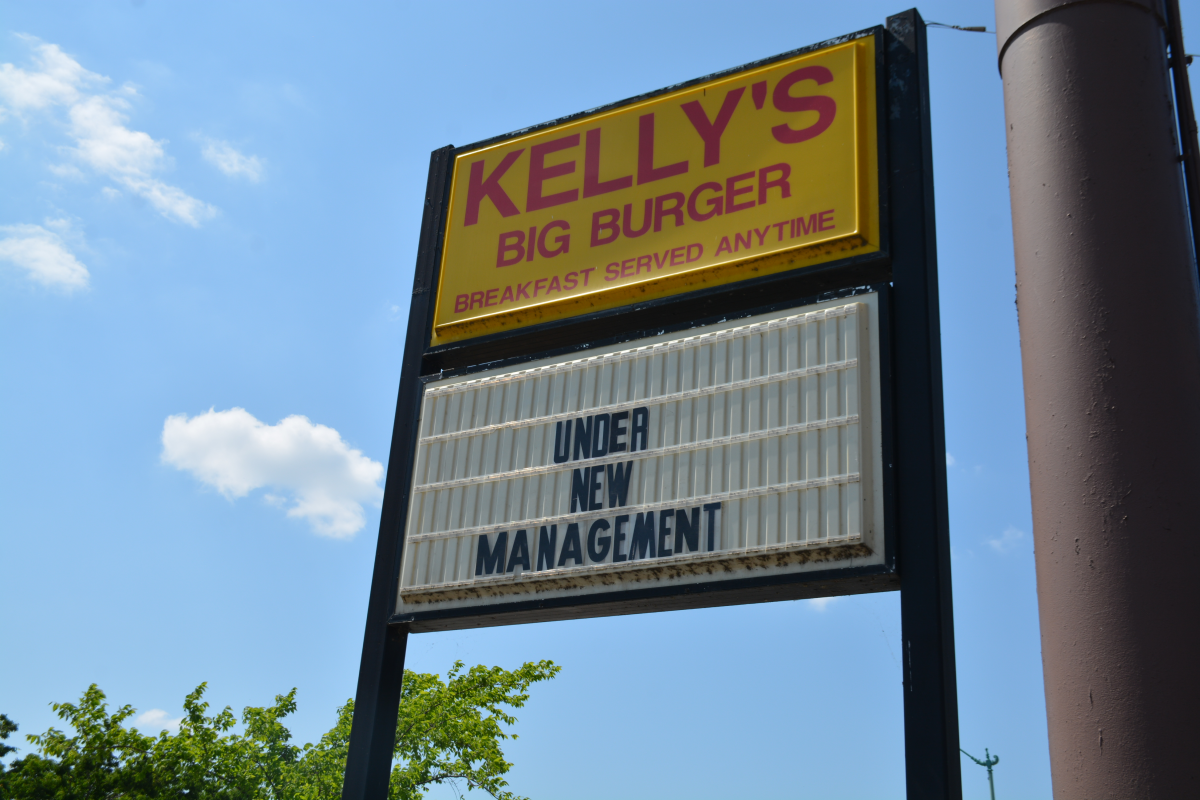 KELLY'S
BIG BURGER
BREAKFAST SERVED ANYTIME
UNDER
NEW
MANAGEMENT